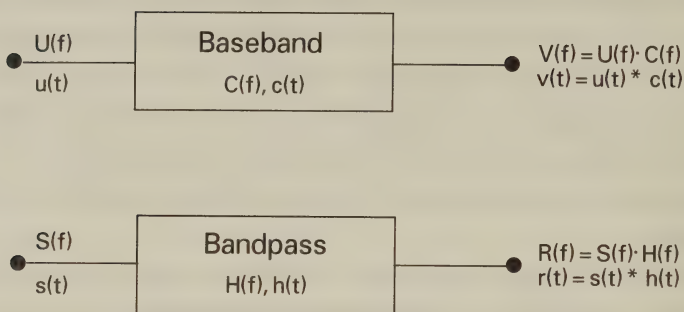 U(f)
u(t)
Baseband
C(f), c(t)
V(f) = U(f)· C(f)
v(t) = u(t) * c(t)
S(f)
s(t)
Bandpass
H(f), h(t)
R(f) = S(f)· H(f)
r(t) = s(t) * h(t)